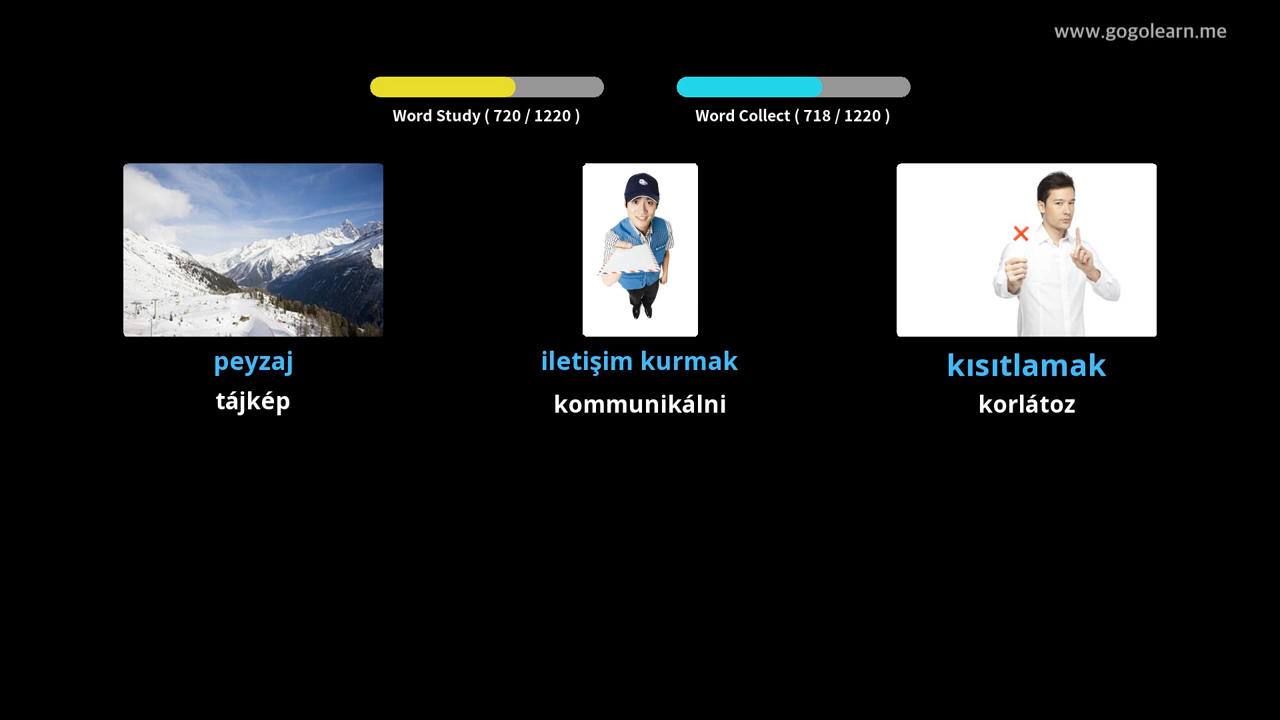 www.gogolearn.me
Word Study ( 720 / 1220 )
Word Collect ( 718 / 1220 )
peyzaj
tájkép
iletişim kurmak
kommunikálni
kısıtlamak
korlátoz